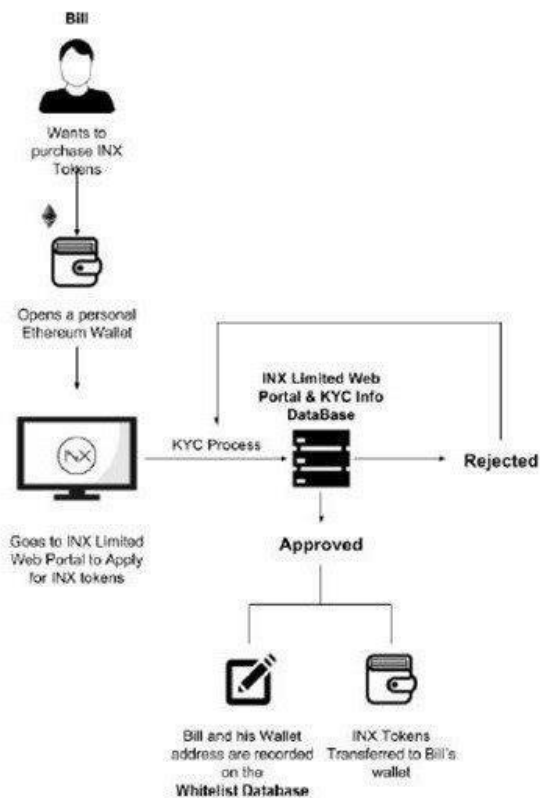 Bill
Wants to
purchase INX
Tokens
Opens a personal
Ethereum Wallet
INX Limited Web
Portal & KYC Info
DataBase
NX
KYC Process
Rejected
Goes to INX Limited
Web Portal to Apply
for INX tokens
Approved
Bill and his Wallet
address are recorded
on the
Whitelist Database
INX Tokens
Transferred to Bill's
wallet